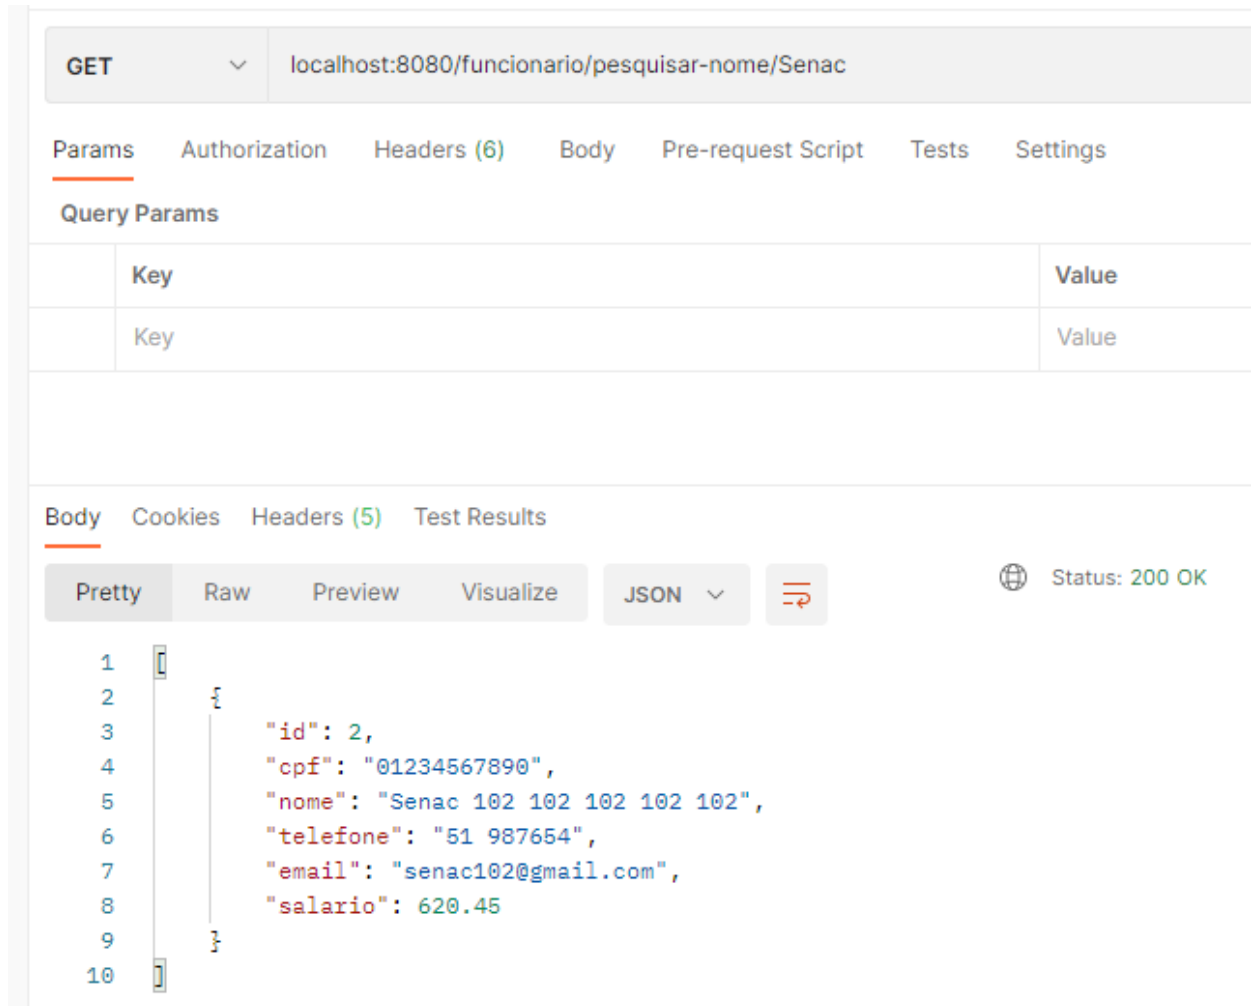 GET localhost:8080/funcionario/pesquisar-nome/Senac
Params Authorization Headers (6) Body Pre-request Script Tests Settings
Query Params
Key Value
Key Value
Body Cookies Headers (5) Test Results
Pretty Raw Preview Visualize JSON Status: 200 OK
1 [
2 {
3 "id": 2,
4 "cpf": "01234567890",
5 "nome": "Senac 102 102 102 102 102",
6 "telefone": "51 987654",
7 "email": "senac102@gmail.com",
8 "salario": 620.45
9 }
10 ]